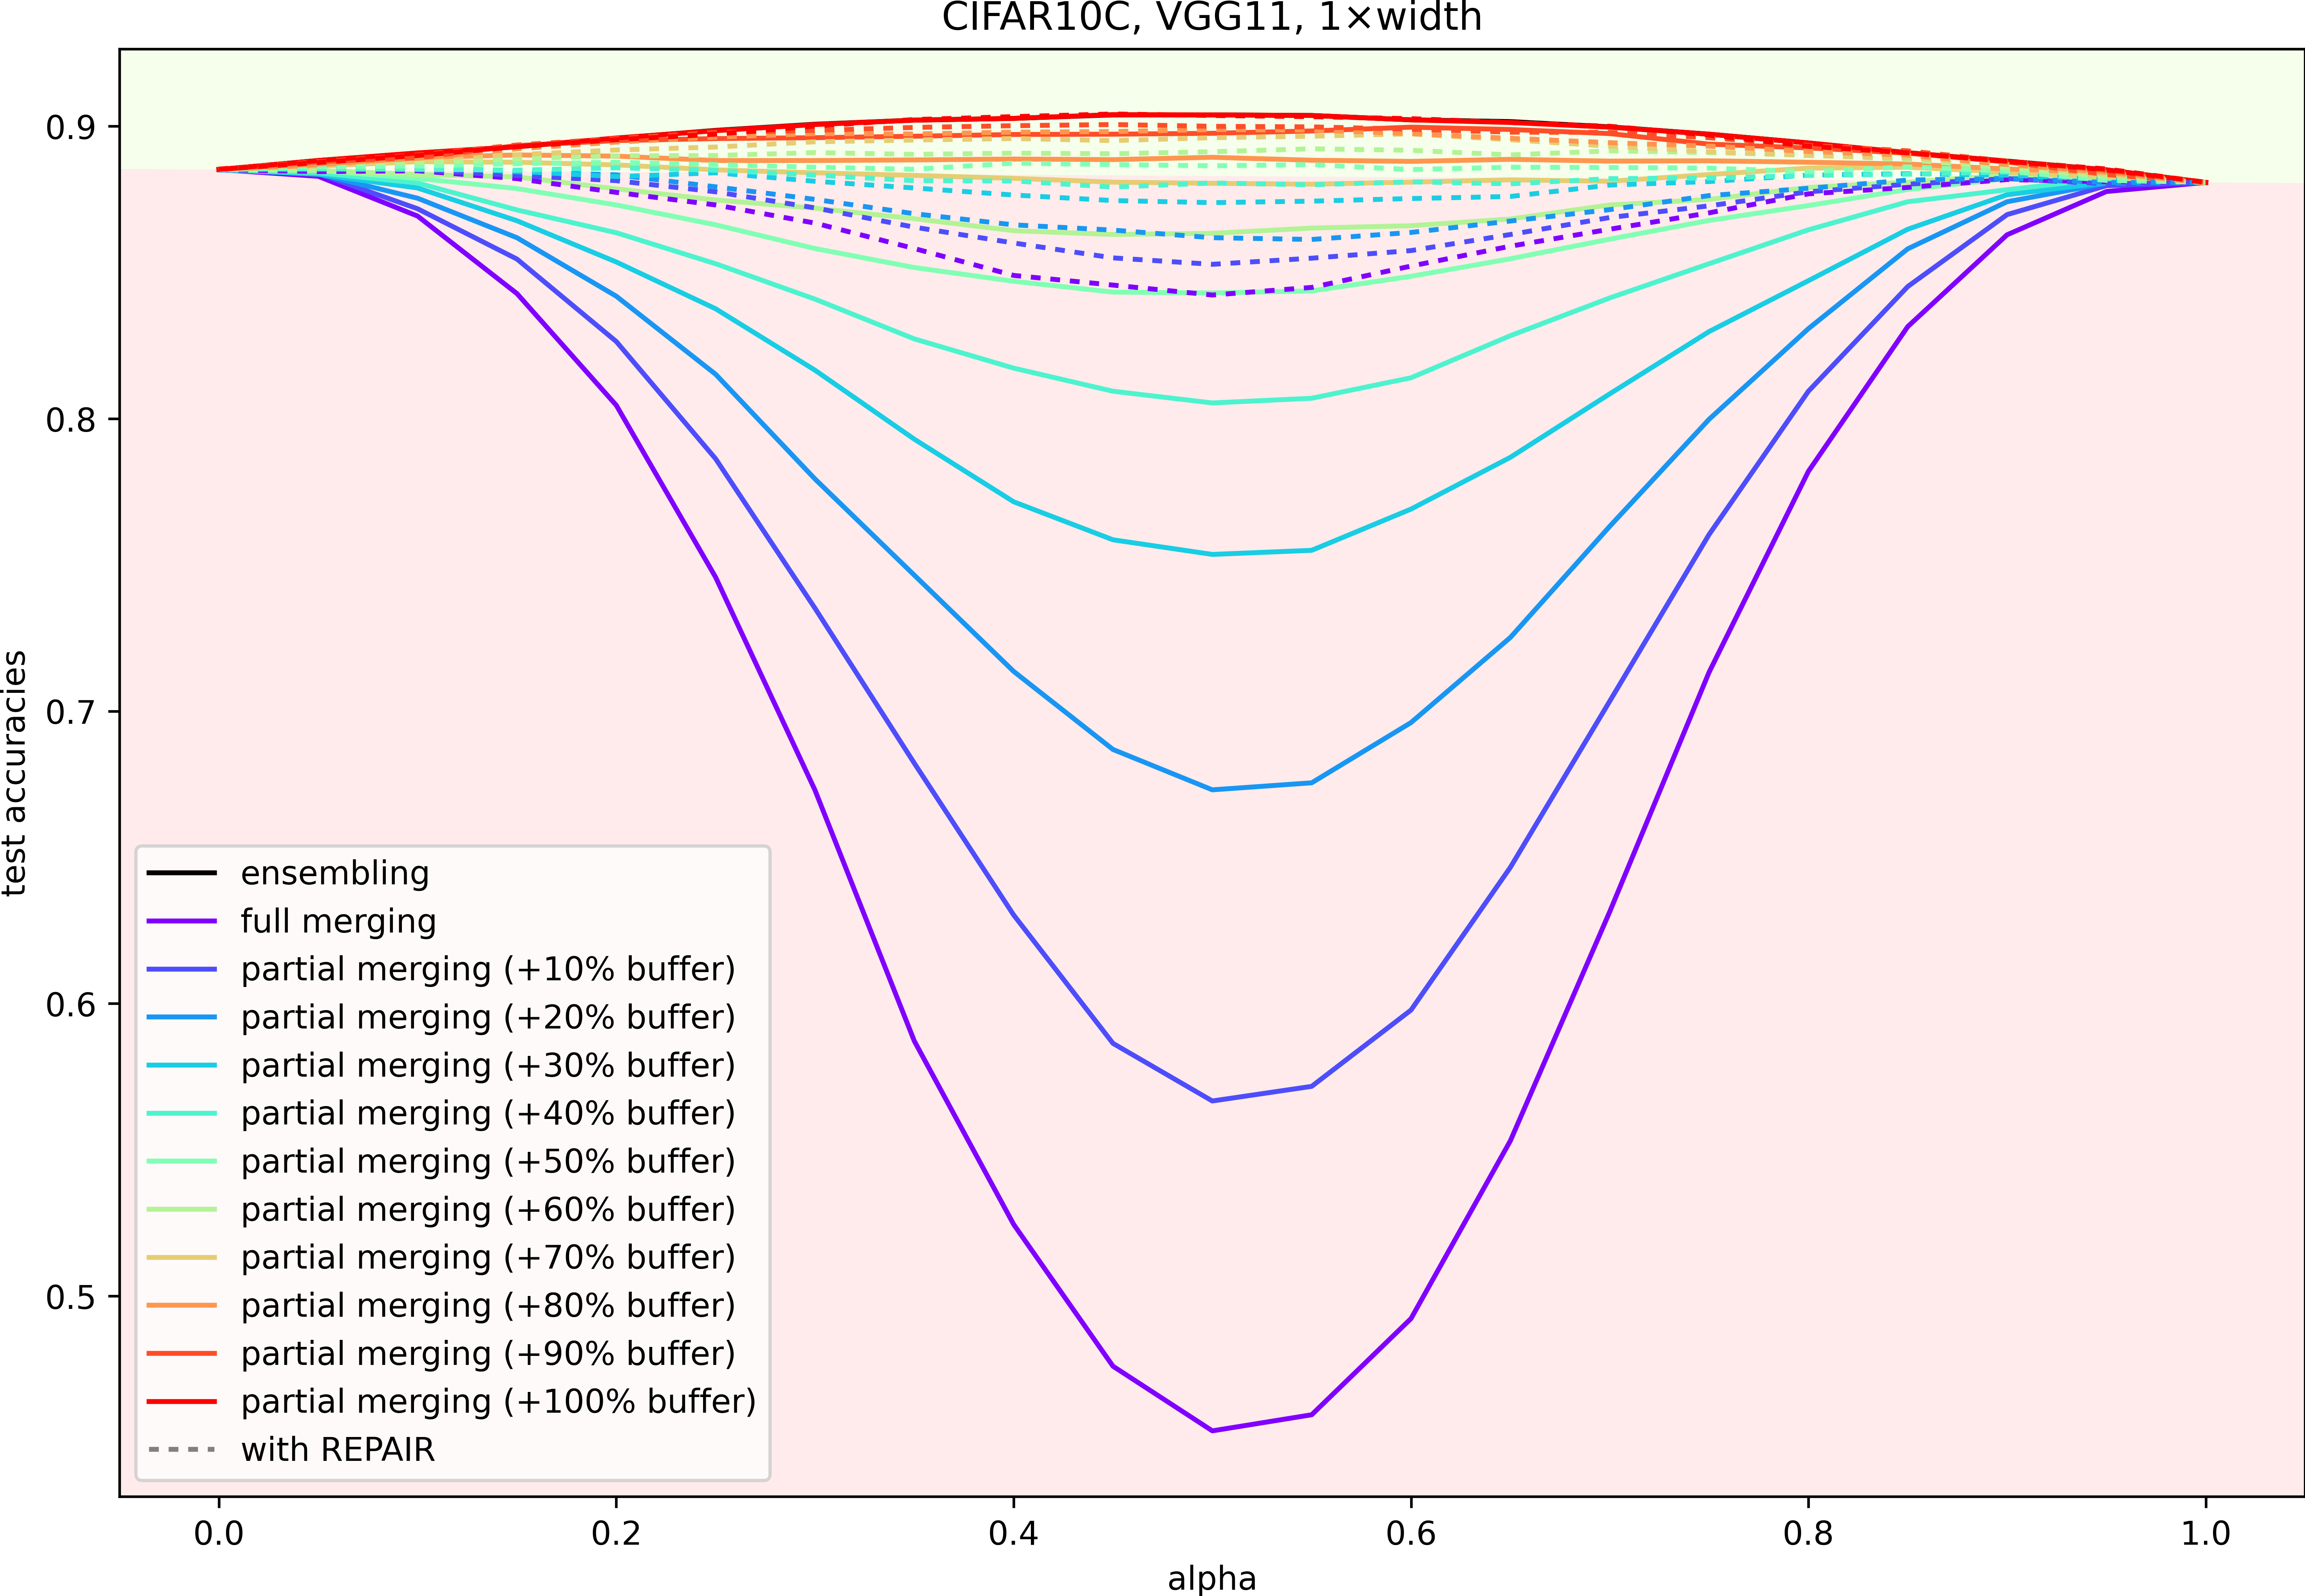 CIFAR10C, VGG11, 1×width
test accuracies
0.9
0.8
0.7
0.6
0.5
ensembling
full merging
partial merging (+10% buffer)
partial merging (+20% buffer)
partial merging (+30% buffer)
partial merging (+40% buffer)
partial merging (+50% buffer)
partial merging (+60% buffer)
partial merging (+70% buffer)
partial merging (+80% buffer)
partial merging (+90% buffer)
partial merging (+100% buffer)
with REPAIR
0.0 0.2 0.4 0.6 0.8 1.0
alpha